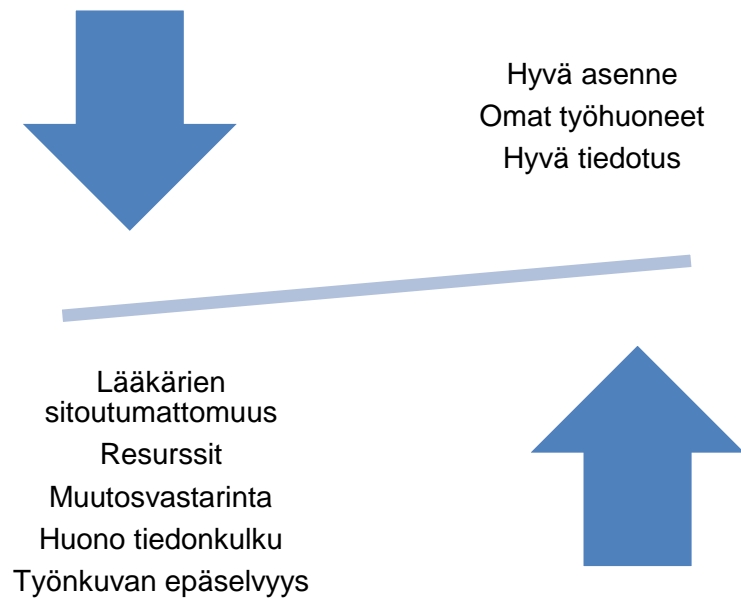 Hyvä asenne
Omat työhuoneet
Hyvä tiedotus
Lääkärien
sitoutumattomuus
Resurssit
Muutosvastarinta
Huono tiedonkulku
Työnkuvan epäselvyys